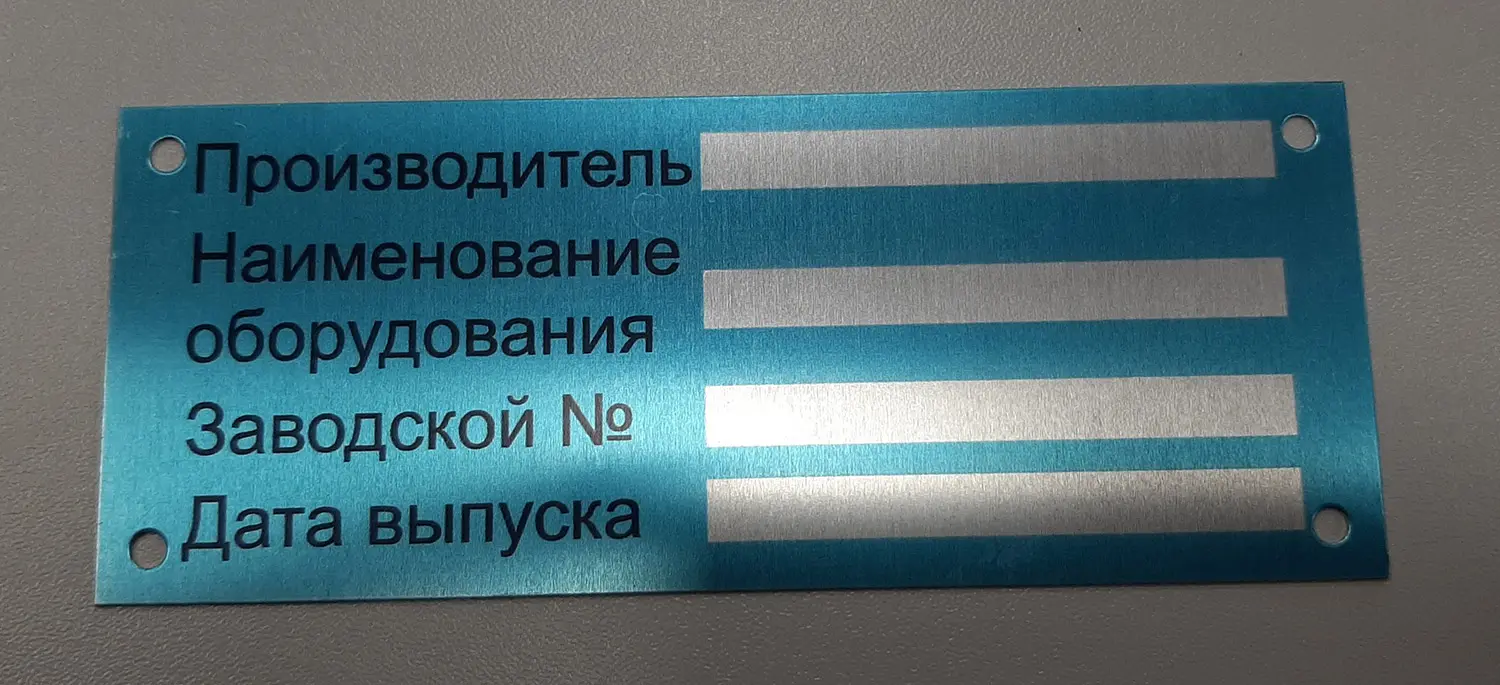 Производитель
Наименование
оборудования
Заводской №
Дата выпуска